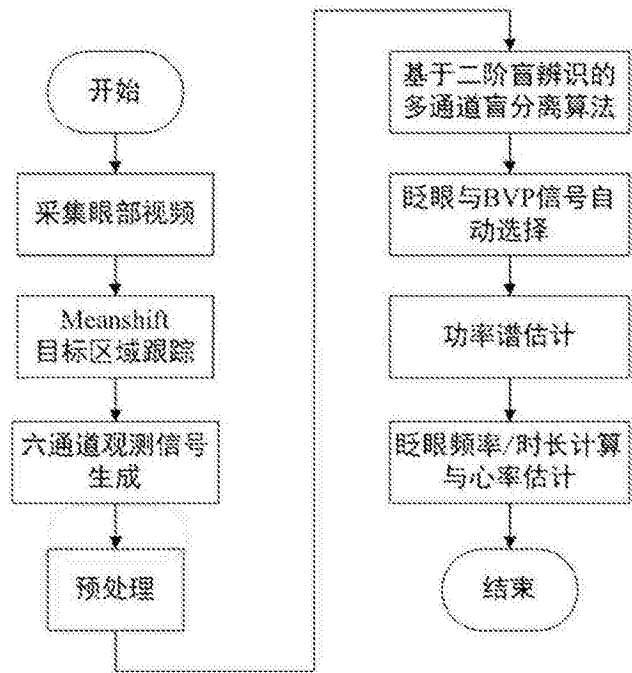 开始
采集眼部视频
Meanshift
目标区域跟踪
六通道观测信号
生成
预处理
基于二阶盲辨识的
多通道盲分离算法
眨眼与BVP信号自
动选择
功率谱估计
眨眼频率/时长计算
与心率估计
结束